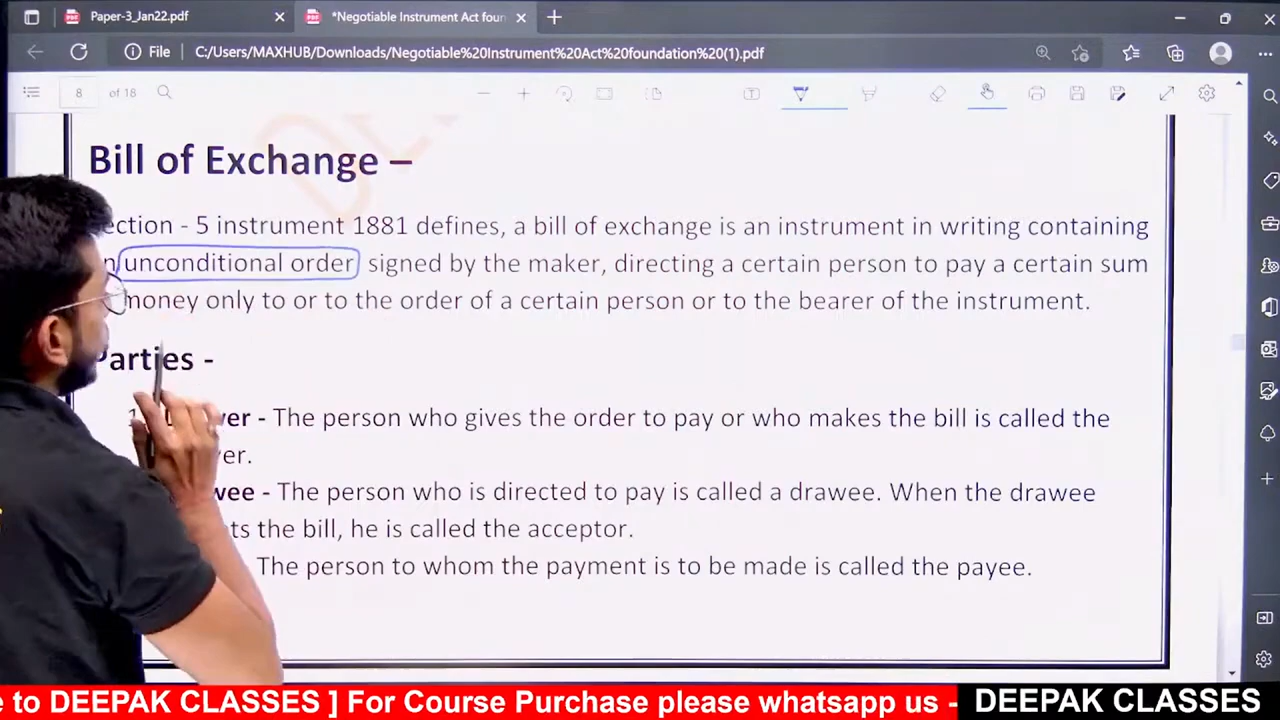 Paper-3_Jan22.pdf
*Negotiable Instrument Act four
File
C:/Users/MAXHUB/Downloads/Negotiable%20Instrument%20Act%20foundation%20(1).pdf
8 of 18
Bill of Exchange –
ection - 5 instrument 1881 defines, a bill of exchange is an instrument in writing containing
n unconditional order signed by the maker, directing a certain person to pay a certain sum
money only to or to the order of a certain person or to the bearer of the instrument.
Parties -
1 wer - The person who gives the order to pay or who makes the bill is called the
er.
wee - The person who is directed to pay is called a drawee. When the drawee
ts the bill, he is called the acceptor.
The person to whom the payment is to be made is called the payee.
e to DEEPAK CLASSES ] For Course Purchase please whatsapp us -
DEEPAK CLASSES